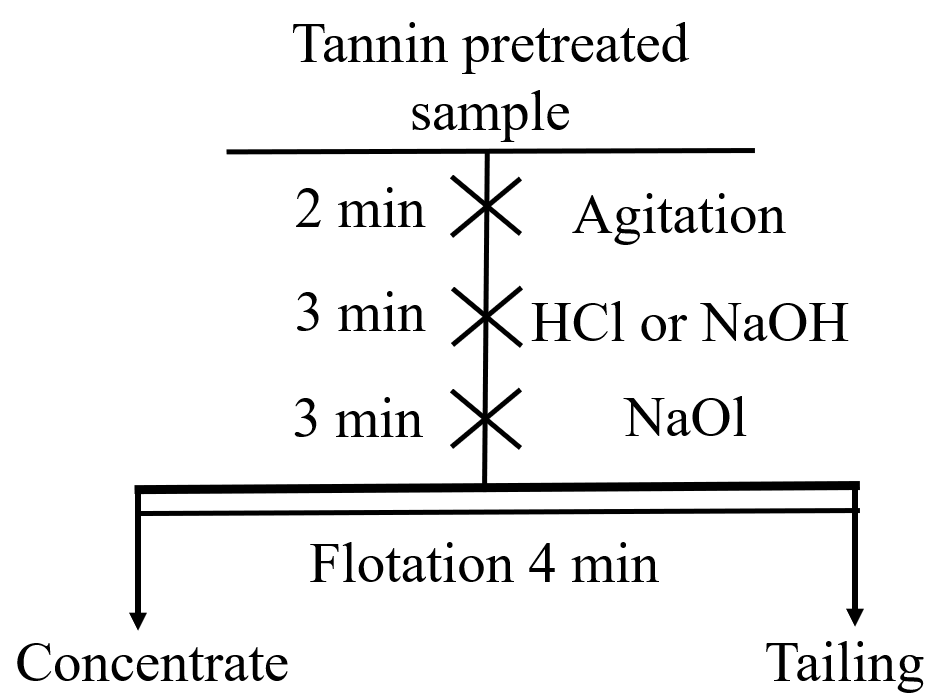 Tannin pretreated
sample
2 min Agitation
3 min HCl or NaOH
3 min NaOl
Flotation 4 min
Concentrate Tailing